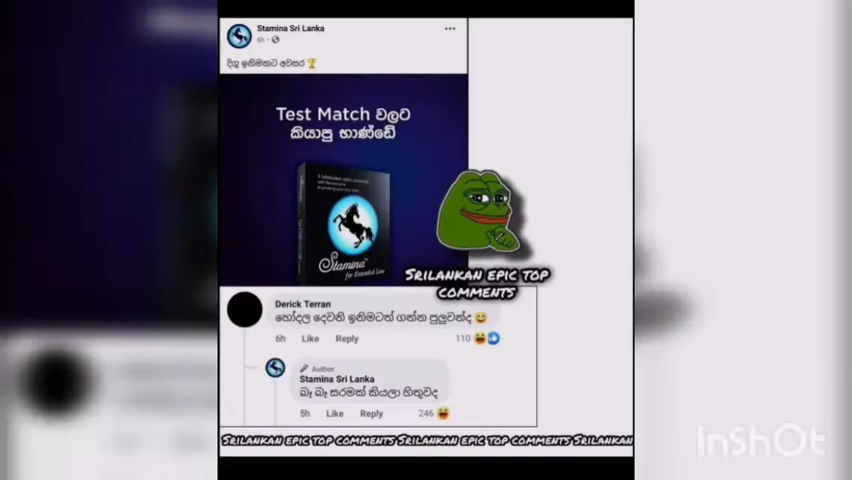 Stamina Sri Lanka
6h
දිගු ඉනිමකට අවසර 🏆
Test Match වලට
කියාපු භාණ්ඩේ
Stamina™
for Extended Love
SRILANKAN EPIC TOP
COMMENTS
Derick Terran
හෝදල දෙවනි ඉනිමටත් ගන්න පුලුවන්ද 😄
6h Like Reply 110
Author
Stamina Sri Lanka
බෑ බෑ සරමක් කියලා හිතුවද
5h Like Reply 246
SRILANKAN EPIC TOP COMMENTS SRILANKAN EPIC TOP COMMENTS SRILANKAN
InShOt